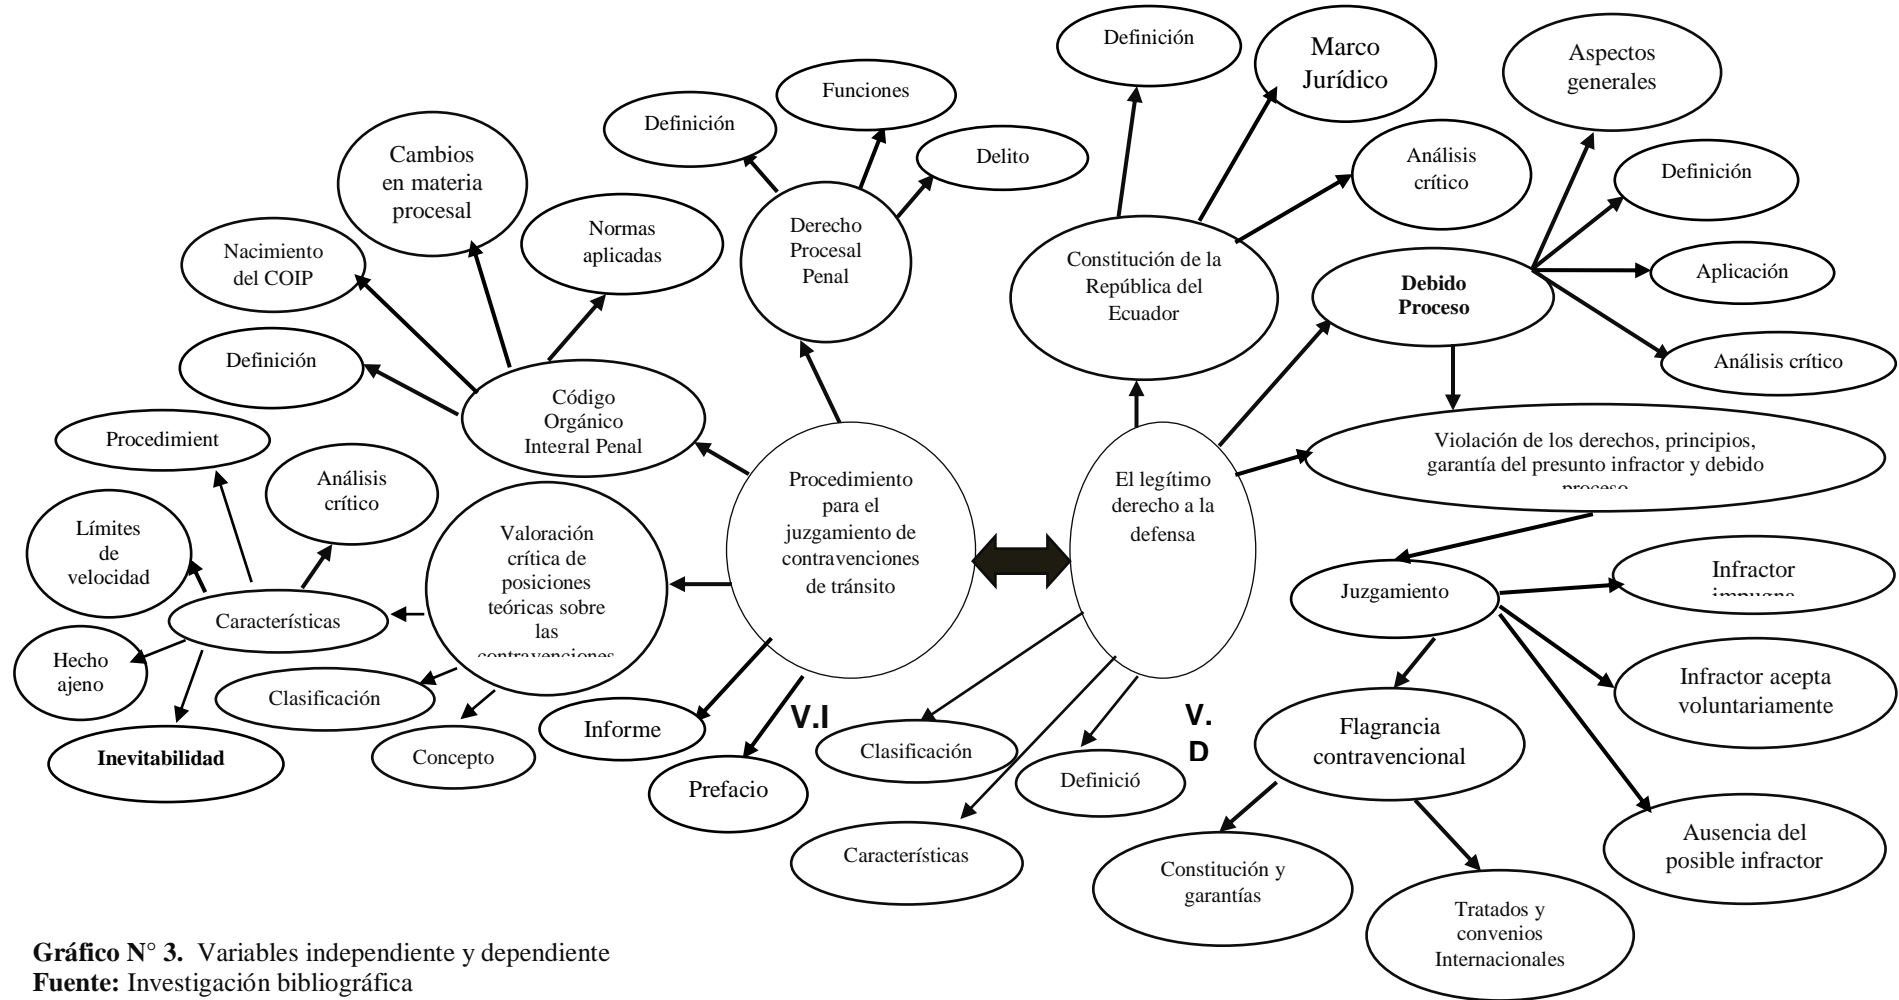 Definición
Marco
Jurídico
Aspectos
generales
Funciones
Definición
Delito
Cambios
en materia
procesal
Análisis
crítico
Definición
Normas
aplicadas
Derecho
Procesal
Penal
Nacimiento
del COIP
Constitución de la
República del
Ecuador
Debido
Proceso
Aplicación
Definición
Análisis crítico
Código
Orgánico
Integral Penal
Procedimient
Violación de los derechos, principios,
garantía del presunto infractor y debido
proceso
Análisis
crítico
Procedimiento
para el
juzgamiento de
contravenciones
de tránsito
El legítimo
derecho a la
defensa
Límites
de
velocidad
Valoración
crítica de
posiciones
teóricas sobre
las
contravenciones
Características
Juzgamiento
Infractor
impugna
Hecho
ajeno
Clasificación
Infractor acepta
voluntariamente
Informe
V.I
V.
D
Flagrancia
contravencional
Inevitabilidad
Concepto
Clasificación
Prefacio
Definició
Ausencia del
posible infractor
Características
Constitución y
garantías
Tratados y
convenios
Internacionales
Gráfico N° 3. Variables independiente y dependiente
Fuente: Investigación bibliográfica